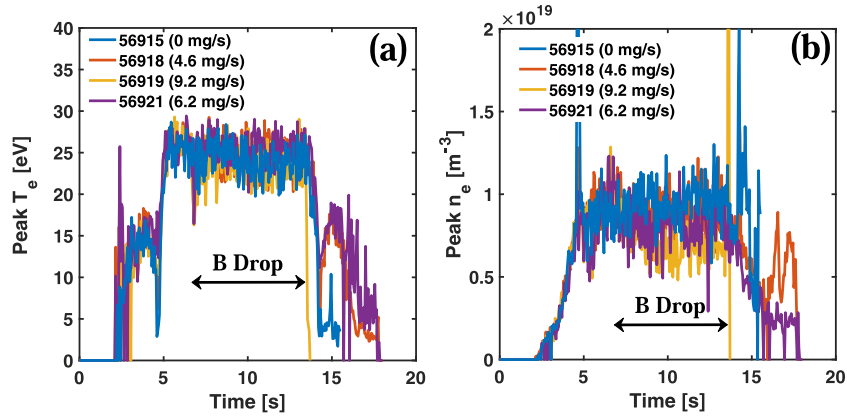 (a)
56915 (0 mg/s)
56918 (4.6 mg/s)
56919 (9.2 mg/s)
56921 (6.2 mg/s)
40
35
30
25
20
15
10
5
0
Peak T_e [eV]
B Drop
0 5 10 15 20
Time [s]
×10^19
(b)
56915 (0 mg/s)
56918 (4.6 mg/s)
56919 (9.2 mg/s)
56921 (6.2 mg/s)
2
1.5
1
0.5
0
Peak n_e [m^-3]
B Drop
0 5 10 15 20
Time [s]